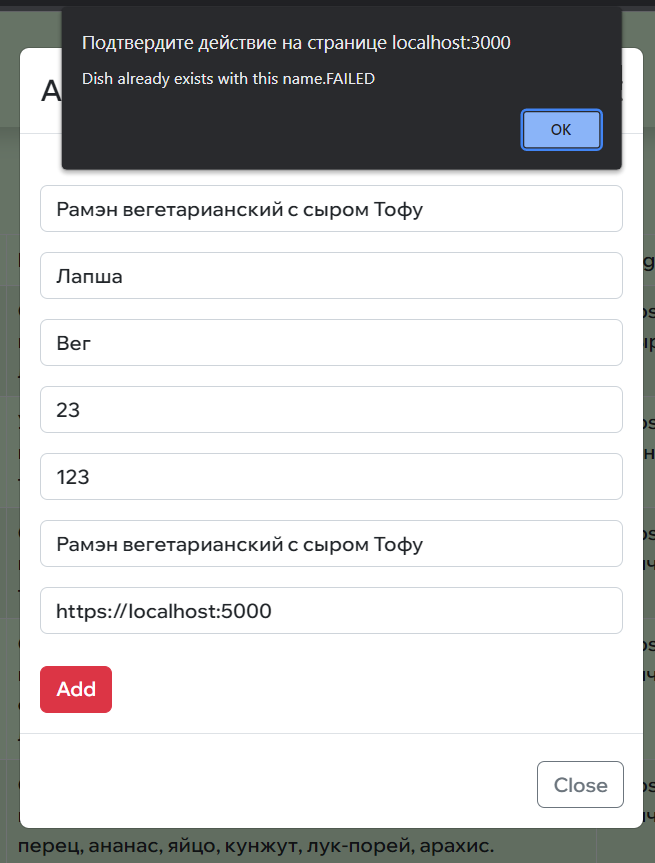 Подтвердите действие на странице localhost:3000
Dish already exists with this name.FAILED
OK
Рамэн вегетарианский с сыром Тофу
Лапша
Вег
23
123
Рамэн вегетарианский с сыром Тофу
https://localhost:5000
Add
Close
перец, ананас, яйцо, кунжут, лук-порей, арахис.